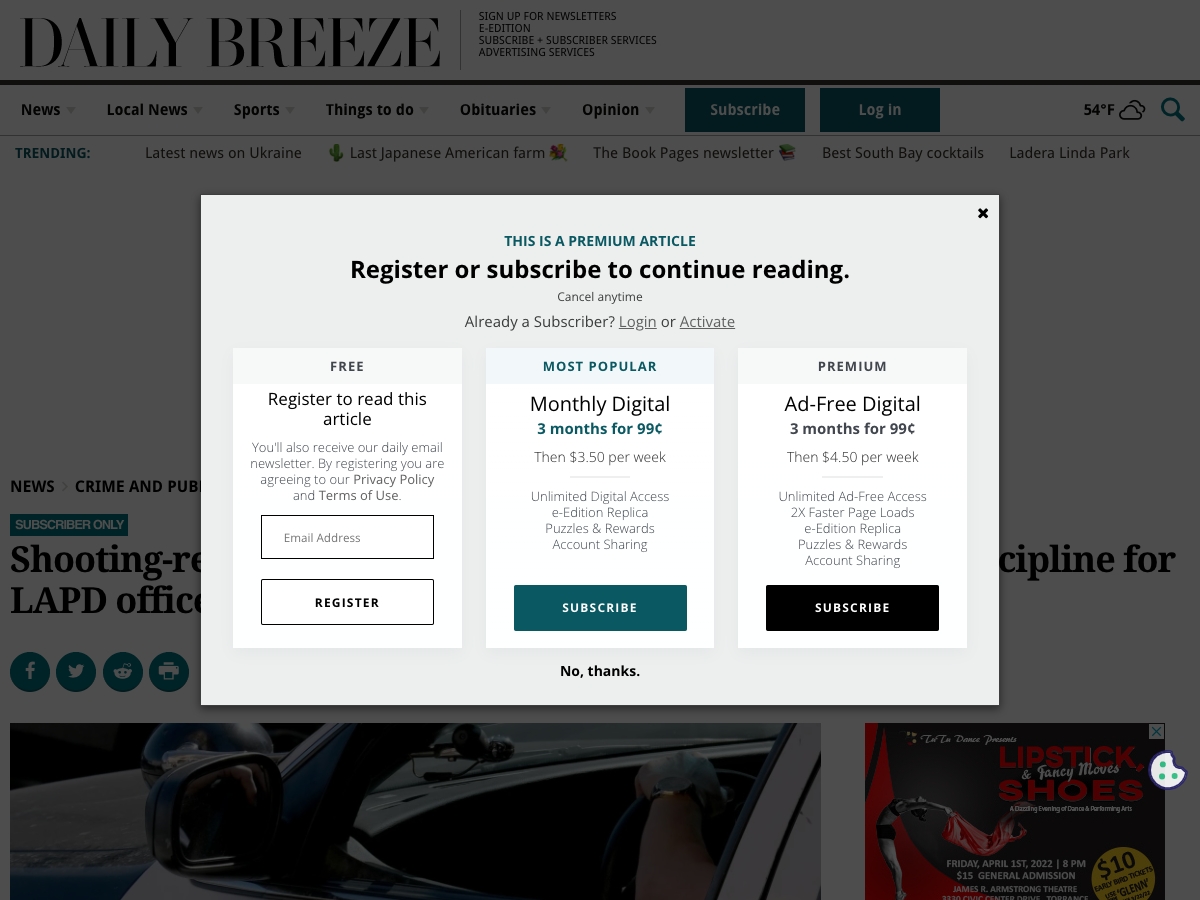 DAILY BREEZE
SIGN UP FOR NEWSLETTERS
E-EDITION
SUBSCRIBE + SUBSCRIBER SERVICES
ADVERTISING SERVICES
News Local News Sports Things to do Obituaries Opinion Subscribe Log in 54°F
TRENDING: Latest news on Ukraine 🌵 Last Japanese American farm 💐 The Book Pages newsletter 📚 Best South Bay cocktails Ladera Linda Park
THIS IS A PREMIUM ARTICLE
Register or subscribe to continue reading.
Cancel anytime
Already a Subscriber? Login or Activate
FREE
Register to read this
article
You'll also receive our daily email
newsletter. By registering you are
agreeing to our Privacy Policy
and Terms of Use.
Email Address
REGISTER
MOST POPULAR
Monthly Digital
3 months for 99¢
Then $3.50 per week
Unlimited Digital Access
e-Edition Replica
Puzzles & Rewards
Account Sharing
SUBSCRIBE
PREMIUM
Ad-Free Digital
3 months for 99¢
Then $4.50 per week
Unlimited Ad-Free Access
2X Faster Page Loads
e-Edition Replica
Puzzles & Rewards
Account Sharing
SUBSCRIBE
No, thanks.
NEWS > CRIME AND PUB
SUBSCRIBER ONLY
Shooting-re cipline for
LAPD office
TuTu Dance Presents
LIPSTICK
& Fancy Moves
SHOES
A Dazzling Evening of Dance & Performing Arts
FRIDAY, APRIL 1ST, 2022 | 8 PM
$15 GENERAL ADMISSION
JAMES R. ARMSTRONG THEATRE
3330 CIVIC CENTER DRIVE, TORRANCE
$10
EARLY BIRD TICKETS
USE "GLENN"